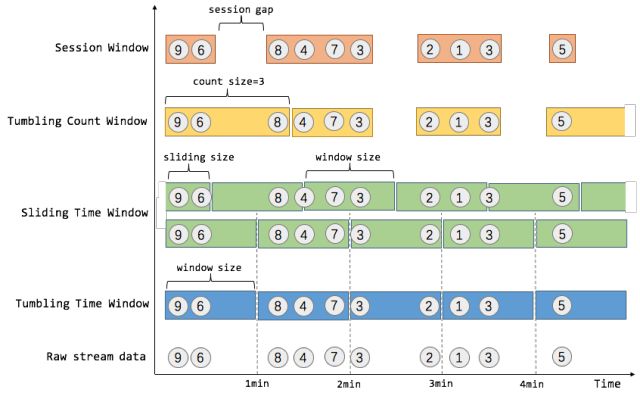 session gap
Session Window 9 6 8 4 7 3 2 1 3 5
count size=3
Tumbling Count Window 9 6 8 4 7 3 2 1 3 5
sliding size window size
9 6 8 4 7 3 2 1 3 5
Sliding Time Window
9 6 8 4 7 3 2 1 3 5
window size
Tumbling Time Window 9 6 8 4 7 3 2 1 3 5
Raw stream data 9 6 8 4 7 3 2 1 3 5
1min 2min 3min 4min Time